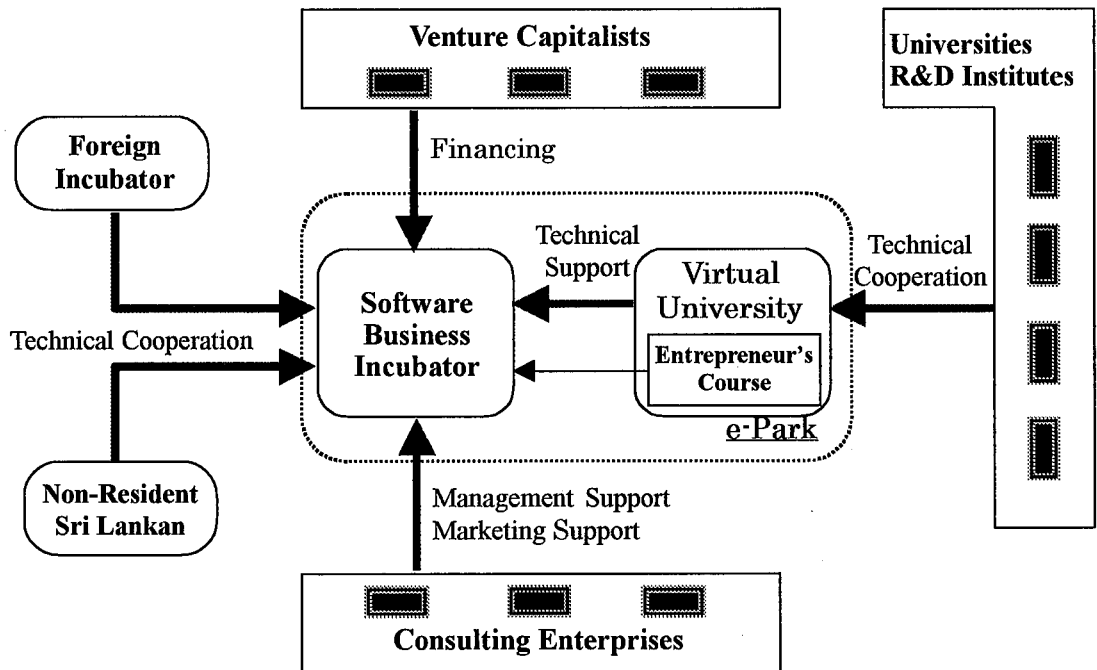 Venture Capitalists
Universities
R&D Institutes
Foreign
Incubator
Financing
Technical
Support
Virtual
University
Technical
Cooperation
Software
Business
Incubator
Entrepreneur's
Course
Technical Cooperation
e-Park
Non-Resident
Sri Lankan
Management Support
Marketing Support
Consulting Enterprises